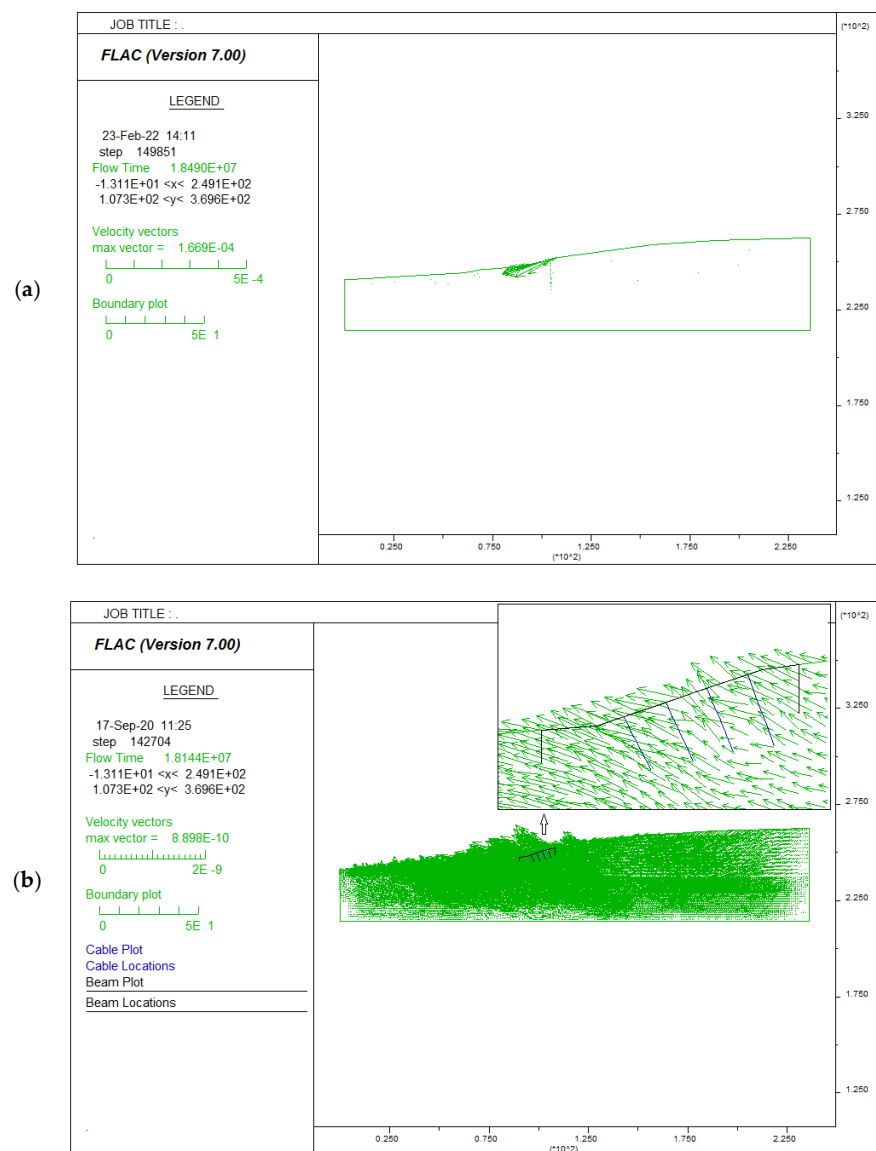 (a)
JOB TITLE : .
FLAC (Version 7.00)
LEGEND
23-Feb-22 14:11
step 149851
Flow Time 1.8490E+07
-1.311E+01 <x< 2.491E+02
1.073E+02 <y< 3.696E+02
Velocity vectors
max vector = 1.669E-04
0 5E -4
Boundary plot
0 5E 1
(*10^2)
3.250
2.750
2.250
1.750
1.250
0.250 0.750 1.250 1.750 2.250
(*10^2)
(b)
JOB TITLE : .
FLAC (Version 7.00)
LEGEND
17-Sep-20 11:25
step 142704
Flow Time 1.8144E+07
-1.311E+01 <x< 2.491E+02
1.073E+02 <y< 3.696E+02
Velocity vectors
max vector = 8.898E-10
0 2E -9
Boundary plot
0 5E 1
Cable Plot
Cable Locations
Beam Plot
Beam Locations
(*10^2)
3.250
2.750
2.250
1.750
1.250
0.250 0.750 1.250 1.750 2.250
(*10^2)